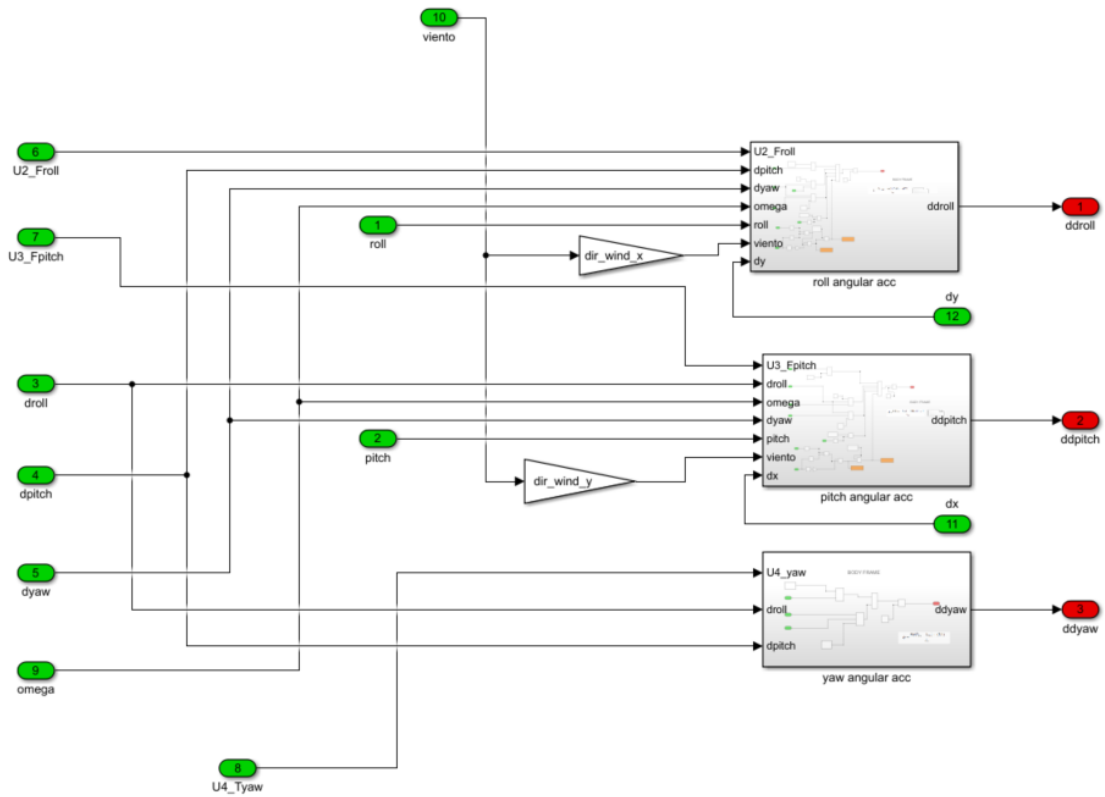 10
viento
6
U2_Froll
7
U3_Fpitch
1
roll
dir_wind_x
U2_Froll
dpitch
dyaw
omega
roll
viento
dy
ddroll
roll angular acc
1
ddroll
dy
12
3
droll
4
dpitch
2
pitch
dir_wind_y
U3_Fpitch
droll
omega
dyaw
pitch
viento
dx
ddpitch
pitch angular acc
2
ddpitch
dx
11
5
dyaw
9
omega
8
U4_Tyaw
U4_yaw
droll
dpitch
BODY FRAME
ddyaw
yaw angular acc
3
ddyaw